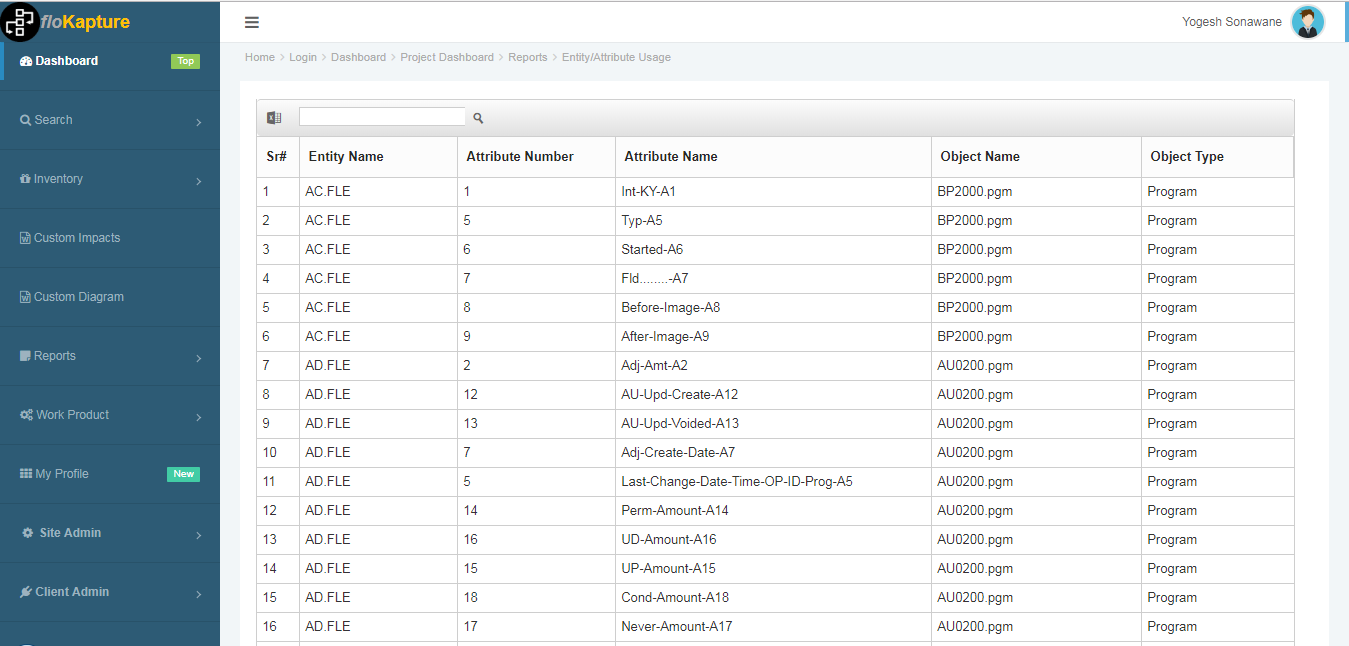 floKapture
Yogesh Sonawane
Dashboard Top
Search
Inventory
Custom Impacts
Custom Diagram
Reports
Work Product
My Profile New
Site Admin
Client Admin
Home > Login > Dashboard > Project Dashboard > Reports > Entity/Attribute Usage
Sr# Entity Name Attribute Number Attribute Name Object Name Object Type
1 AC.FLE 1 Int-KY-A1 BP2000.pgm Program
2 AC.FLE 5 Typ-A5 BP2000.pgm Program
3 AC.FLE 6 Started-A6 BP2000.pgm Program
4 AC.FLE 7 Fld........-A7 BP2000.pgm Program
5 AC.FLE 8 Before-Image-A8 BP2000.pgm Program
6 AC.FLE 9 After-Image-A9 BP2000.pgm Program
7 AD.FLE 2 Adj-Amt-A2 AU0200.pgm Program
8 AD.FLE 12 AU-Upd-Create-A12 AU0200.pgm Program
9 AD.FLE 13 AU-Upd-Voided-A13 AU0200.pgm Program
10 AD.FLE 7 Adj-Create-Date-A7 AU0200.pgm Program
11 AD.FLE 5 Last-Change-Date-Time-OP-ID-Prog-A5 AU0200.pgm Program
12 AD.FLE 14 Perm-Amount-A14 AU0200.pgm Program
13 AD.FLE 16 UD-Amount-A16 AU0200.pgm Program
14 AD.FLE 15 UP-Amount-A15 AU0200.pgm Program
15 AD.FLE 18 Cond-Amount-A18 AU0200.pgm Program
16 AD.FLE 17 Never-Amount-A17 AU0200.pgm Program